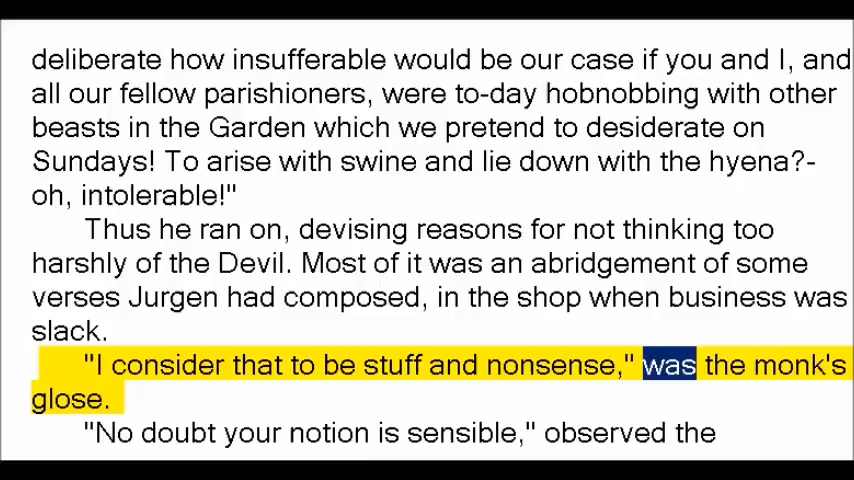 deliberate how insufferable would be our case if you and I, and
all our fellow parishioners, were to-day hobnobbing with other
beasts in the Garden which we pretend to desiderate on
Sundays! To arise with swine and lie down with the hyena?-
oh, intolerable!"
Thus he ran on, devising reasons for not thinking too
harshly of the Devil. Most of it was an abridgement of some
verses Jurgen had composed, in the shop when business was
slack.
"I consider that to be stuff and nonsense," was the monk's
glose.
"No doubt your notion is sensible," observed the